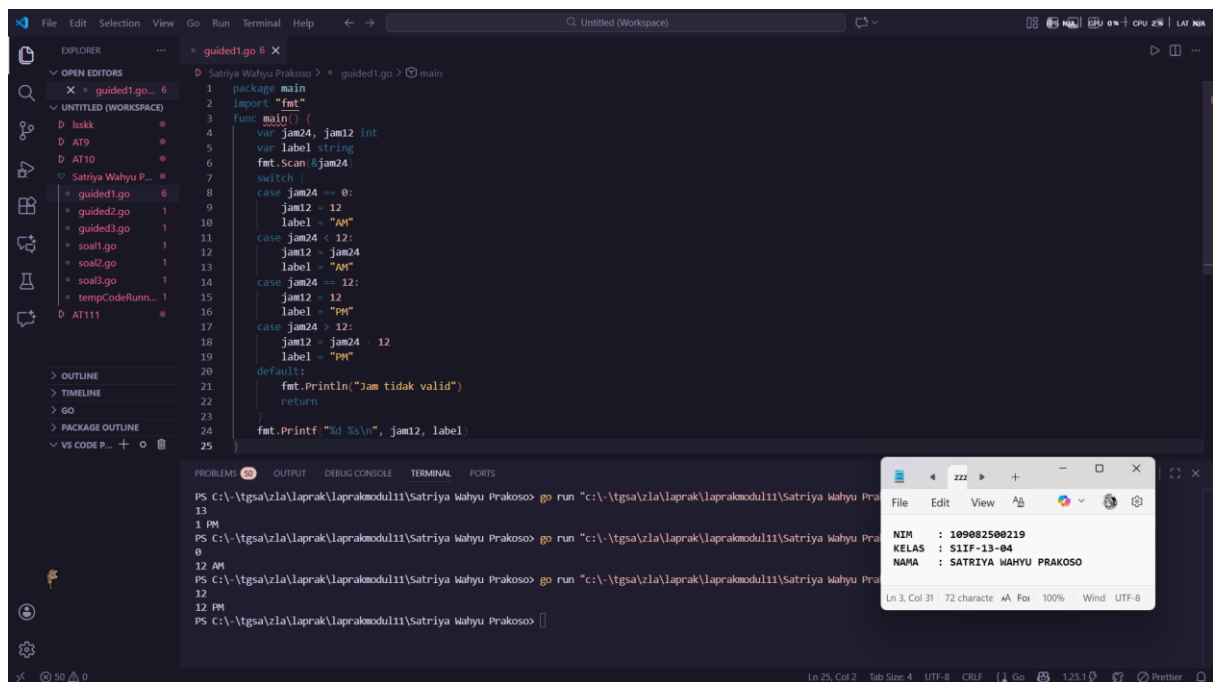 File Edit Selection View Go Run Terminal Help
Untitled (Workspace)
GPU 0% CPU 2% LAT N/A
EXPLORER
OPEN EDITORS
guided1.go... 6
UNTITLED (WORKSPACE)
lsskk
AT9
AT10
Satriya Wahyu P...
guided1.go 6
guided2.go 1
guided3.go 1
soal1.go 1
soal2.go 1
soal3.go 1
tempCodeRunn... 1
AT111
OUTLINE
TIMELINE
GO
PACKAGE OUTLINE
VS CODE P...
guided1.go 6
Satriya Wahyu Prakoso > guided1.go > main
1 package main
2 import "fmt"
3 func main() {
4 var jam24, jam12 int
5 var label string
6 fmt.Scan(&jam24)
7 switch {
8 case jam24 == 0:
9 jam12 = 12
10 label = "AM"
11 case jam24 < 12:
12 jam12 = jam24
13 label = "AM"
14 case jam24 == 12:
15 jam12 = 12
16 label = "PM"
17 case jam24 > 12:
18 jam12 = jam24 - 12
19 label = "PM"
20 default:
21 fmt.Println("Jam tidak valid")
22 return
23 }
24 fmt.Printf("%d %s\n", jam12, label)
25 }
PROBLEMS 50 OUTPUT DEBUG CONSOLE TERMINAL PORTS
PS C:\-\tgsa\zla\laprak\laprakmodul11\Satriya Wahyu Prakoso> go run "c:\-\tgsa\zla\laprak\laprakmodul11\Satriya Wahyu Pra
13
1 PM
PS C:\-\tgsa\zla\laprak\laprakmodul11\Satriya Wahyu Prakoso> go run "c:\-\tgsa\zla\laprak\laprakmodul11\Satriya Wahyu Pra
0
12 AM
PS C:\-\tgsa\zla\laprak\laprakmodul11\Satriya Wahyu Prakoso> go run "c:\-\tgsa\zla\laprak\laprakmodul11\Satriya Wahyu Pra
12
12 PM
PS C:\-\tgsa\zla\laprak\laprakmodul11\Satriya Wahyu Prakoso>
zzz
File Edit View
NIM : 109082500219
KELAS : S1IF-13-04
NAMA : SATRIYA WAHYU PRAKOSO
Ln 3, Col 31 72 characte 100% Wind UTF-8
50 0
Ln 25, Col 2 Tab Size: 4 UTF-8 CRLF Go 1.25.1 Prettier